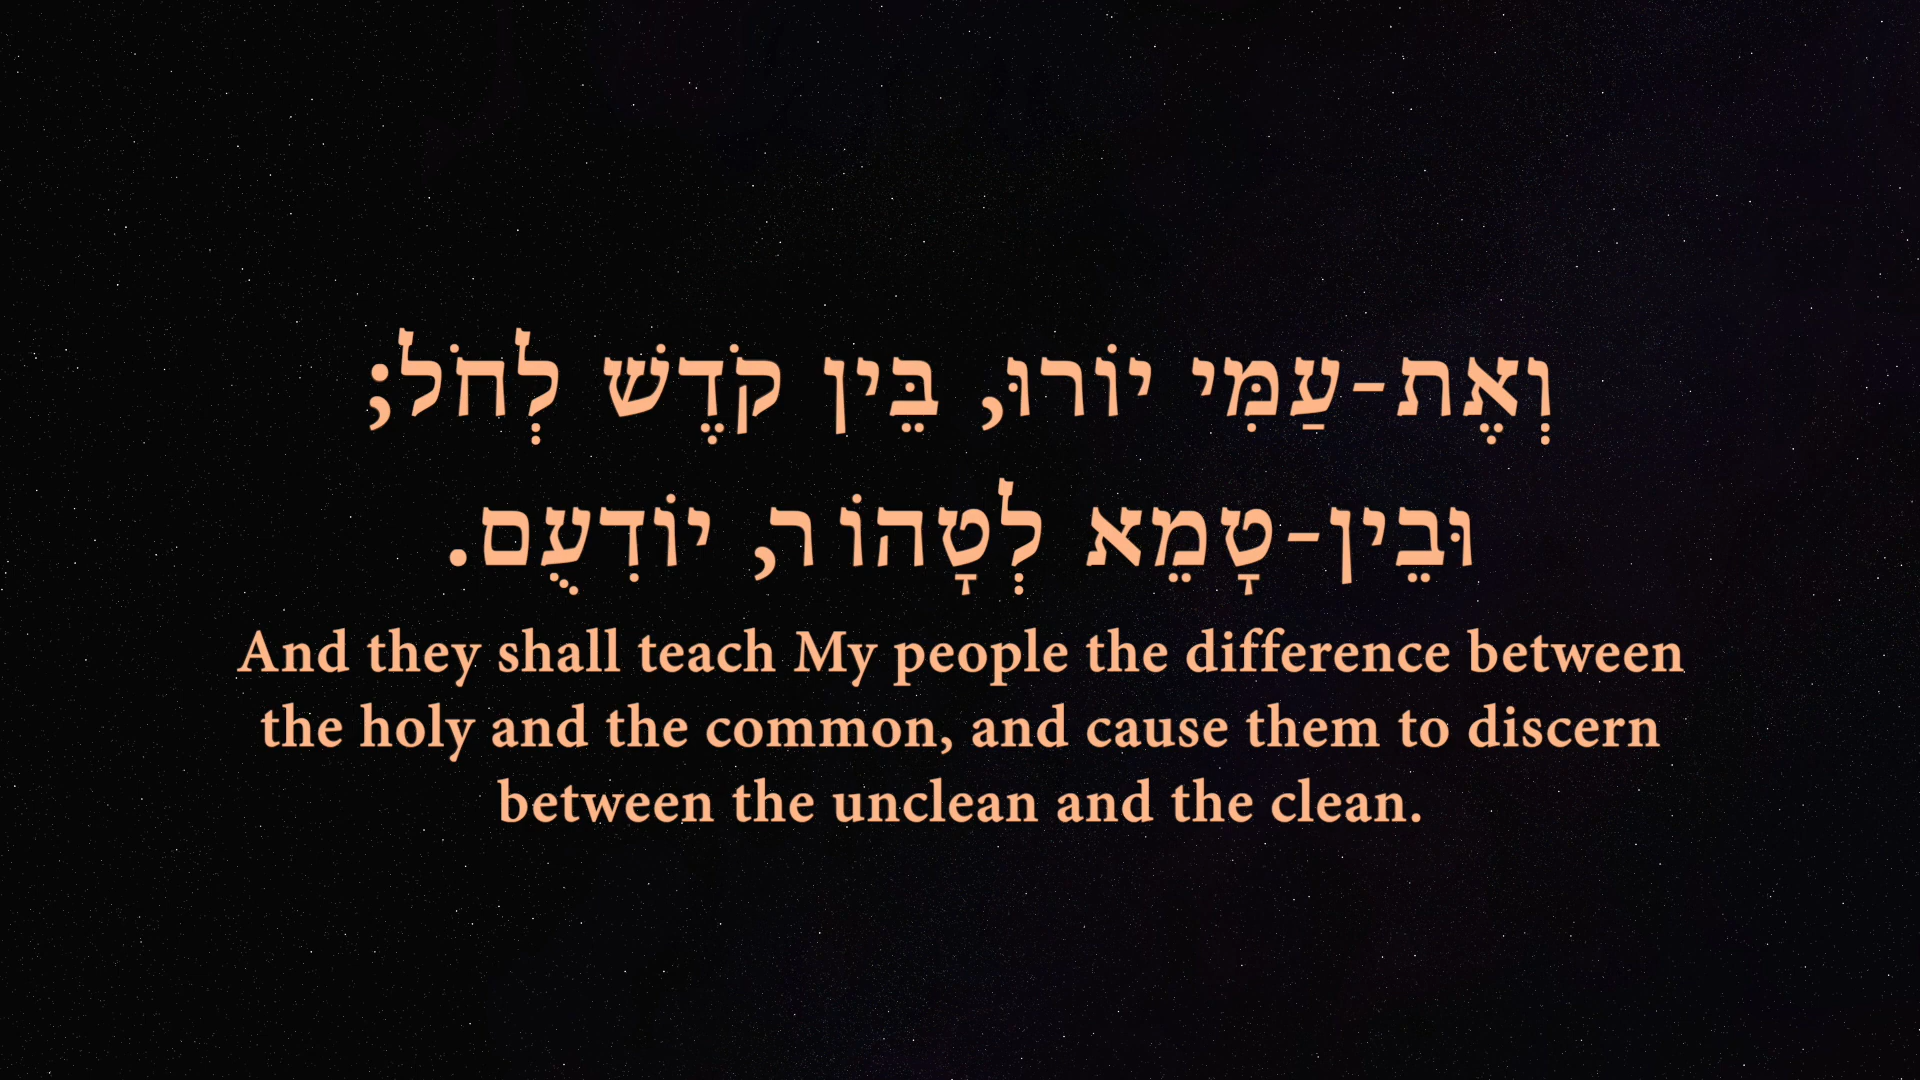 וְאֶת-עַמִּי יוֹרוּ, בֵּין קֹדֶשׁ לְחֹל;
וּבֵין-טָמֵא לְטָהוֹר, יוֹדִעֻם.
And they shall teach My people the difference between
the holy and the common, and cause them to discern
between the unclean and the clean.